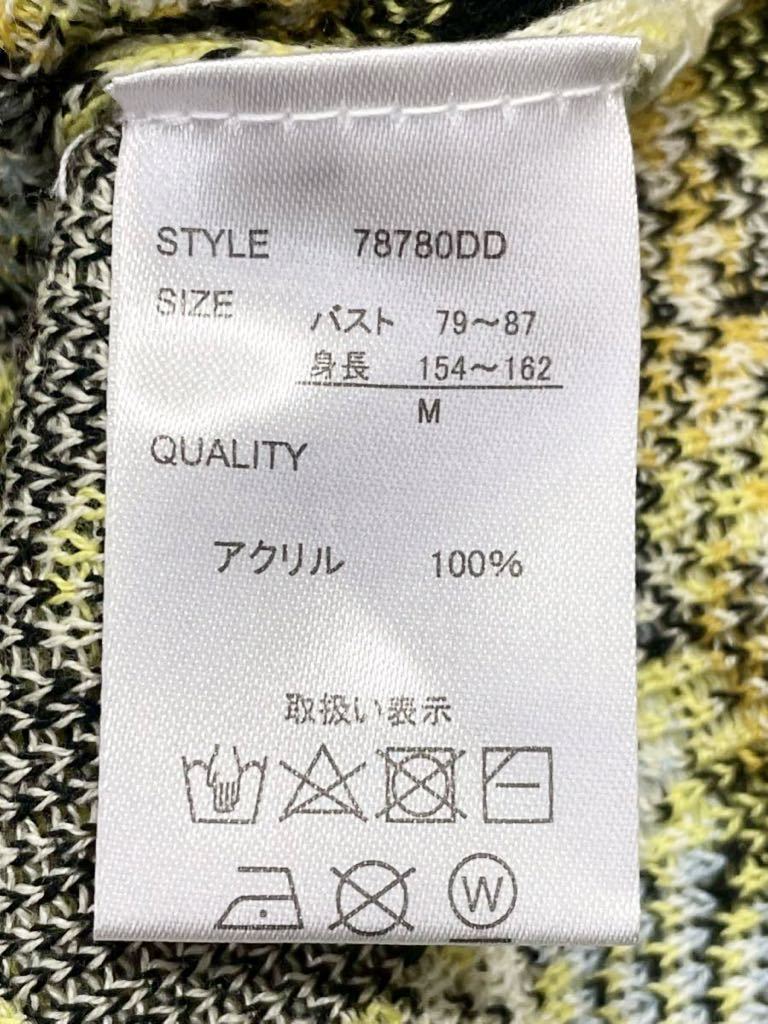 STYLE 78780DD
SIZE バスト 79～87
身長 154～162
M
QUALITY
アクリル 100%
取扱い表示
W